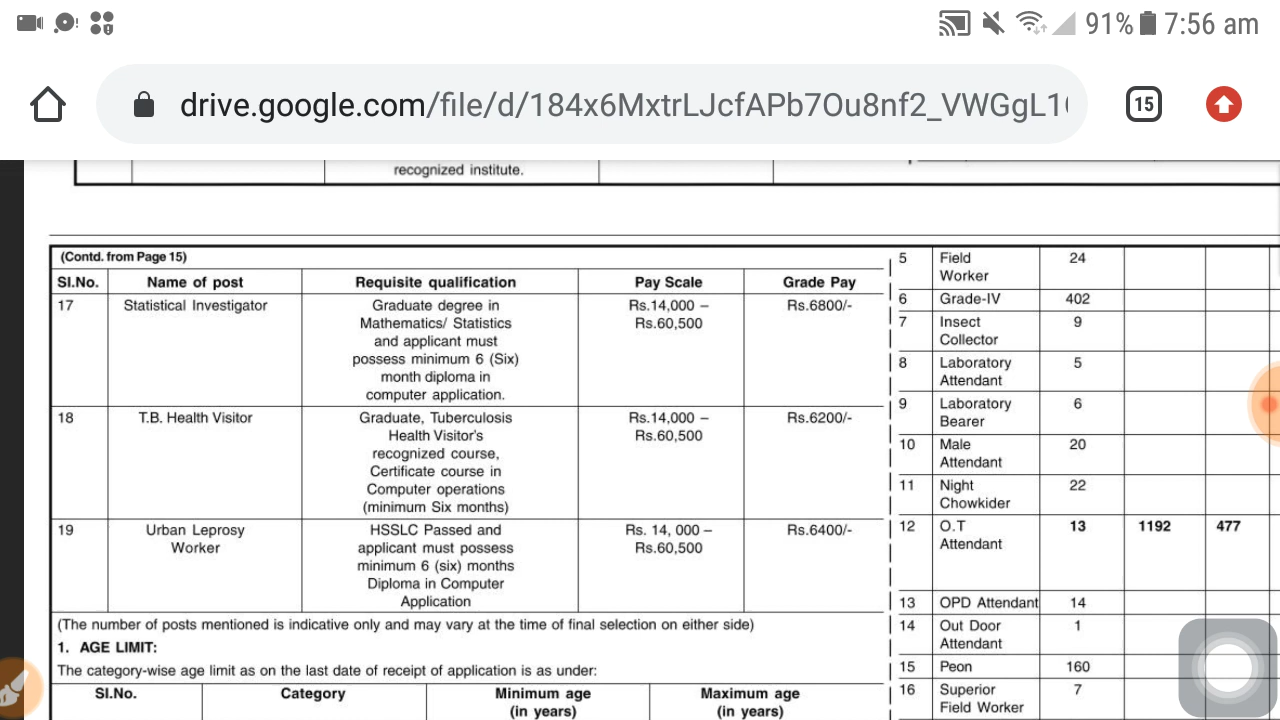 91% 7:56 am
drive.google.com/file/d/184x6MxtrLJcfAPb7Ou8nf2_VWGgL1
15
recognized institute.
(Contd. from Page 15)
Sl.No. Name of post Requisite qualification Pay Scale Grade Pay
17 Statistical Investigator Graduate degree in Rs.14,000 – Rs.6800/-
Mathematics/ Statistics Rs.60,500
and applicant must
possess minimum 6 (Six)
month diploma in
computer application.
18 T.B. Health Visitor Graduate, Tuberculosis Rs.14,000 – Rs.6200/-
Health Visitor's Rs.60,500
recognized course,
Certificate course in
Computer operations
(minimum Six months)
19 Urban Leprosy HSSLC Passed and Rs. 14, 000 – Rs.6400/-
Worker applicant must possess Rs.60,500
minimum 6 (six) months
Diploma in Computer
Application
(The number of posts mentioned is indicative only and may vary at the time of final selection on either side)
1. AGE LIMIT:
The category-wise age limit as on the last date of receipt of application is as under:
Sl.No. Category Minimum age Maximum age
(in years) (in years)
5 Field 24
Worker
6 Grade-IV 402
7 Insect 9
Collector
8 Laboratory 5
Attendant
9 Laboratory 6
Bearer
10 Male 20
Attendant
11 Night 22
Chowkider
12 O.T 13 1192 477
Attendant
13 OPD Attendant 14
14 Out Door 1
Attendant
15 Peon 160
16 Superior 7
Field Worker